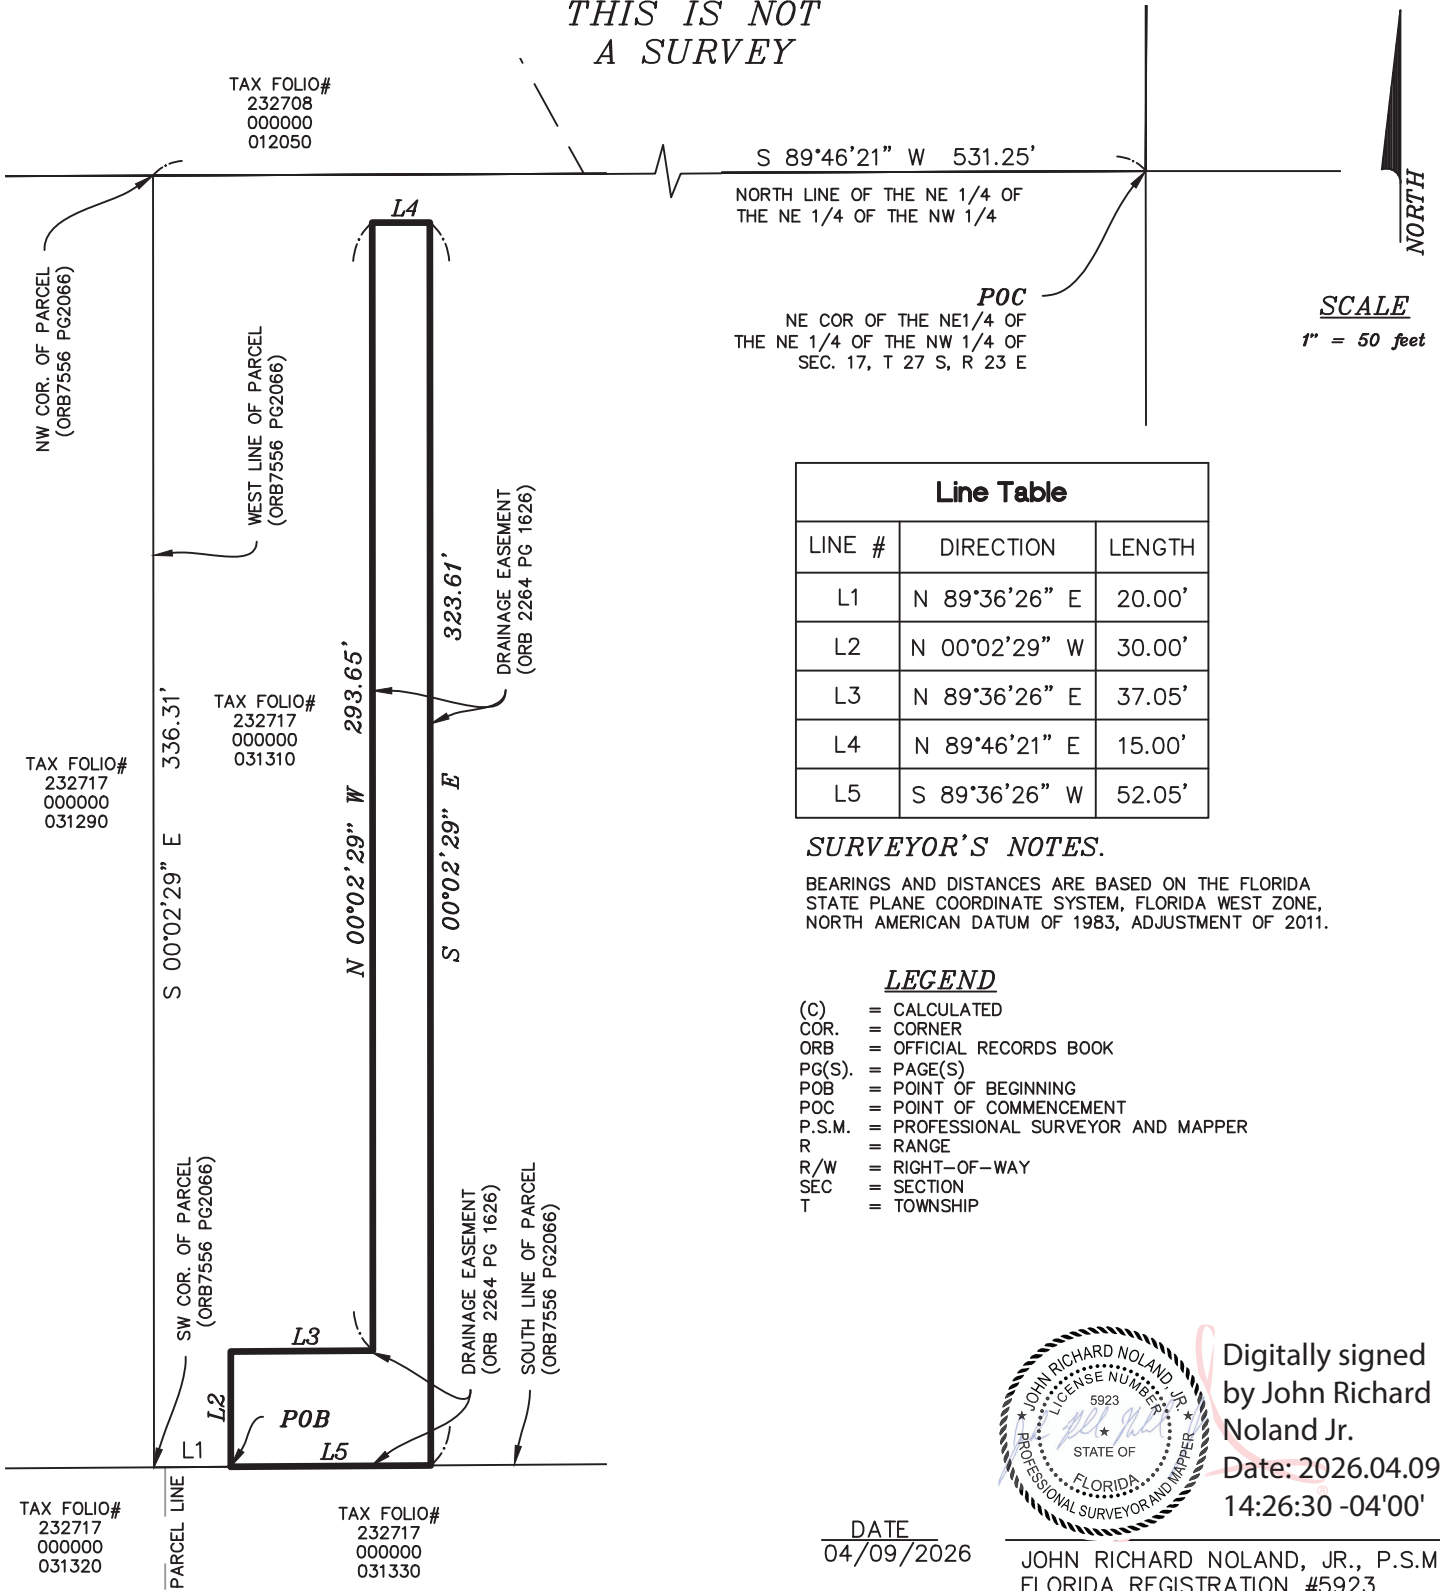 THIS IS NOT
A SURVEY
TAX FOLIO#
232708
000000
012050
S 89°46'21" W 531.25'
NORTH LINE OF THE NE 1/4 OF
THE NE 1/4 OF THE NW 1/4
NORTH
L4
NW COR. OF PARCEL
(ORB7556 PG2066)
POC
NE COR OF THE NE1/4 OF
THE NE 1/4 OF THE NW 1/4 OF
SEC. 17, T 27 S, R 23 E
SCALE
1" = 50 feet
WEST LINE OF PARCEL
(ORB7556 PG2066)
DRAINAGE EASEMENT
(ORB 2264 PG 1626)
S 00°02'29" E 336.31'
N 00°02'29" W 293.65'
S 00°02'29" E 323.61'
TAX FOLIO#
232717
000000
031310
TAX FOLIO#
232717
000000
031290
Line Table
LINE # DIRECTION LENGTH
L1 N 89°36'26" E 20.00'
L2 N 00°02'29" W 30.00'
L3 N 89°36'26" E 37.05'
L4 N 89°46'21" E 15.00'
L5 S 89°36'26" W 52.05'
SURVEYOR'S NOTES.
BEARINGS AND DISTANCES ARE BASED ON THE FLORIDA
STATE PLANE COORDINATE SYSTEM, FLORIDA WEST ZONE,
NORTH AMERICAN DATUM OF 1983, ADJUSTMENT OF 2011.
LEGEND
(C) = CALCULATED
COR. = CORNER
ORB = OFFICIAL RECORDS BOOK
PG(S). = PAGE(S)
POB = POINT OF BEGINNING
POC = POINT OF COMMENCEMENT
P.S.M. = PROFESSIONAL SURVEYOR AND MAPPER
R = RANGE
R/W = RIGHT-OF-WAY
SEC = SECTION
T = TOWNSHIP
SW COR. OF PARCEL
(ORB7556 PG2066)
DRAINAGE EASEMENT
(ORB 2264 PG 1626)
SOUTH LINE OF PARCEL
(ORB7556 PG2066)
L3
L2
POB
L1
L5
TAX FOLIO#
232717
000000
031320
PARCEL LINE
TAX FOLIO#
232717
000000
031330
JOHN RICHARD NOLAND, JR.
LICENSE NUMBER
5923
STATE OF
FLORIDA
PROFESSIONAL SURVEYOR AND MAPPER
Digitally signed
by John Richard
Noland Jr.
Date: 2026.04.09
14:26:30 -04'00'
DATE
04/09/2026
JOHN RICHARD NOLAND, JR., P.S.M
FLORIDA REGISTRATION #5923